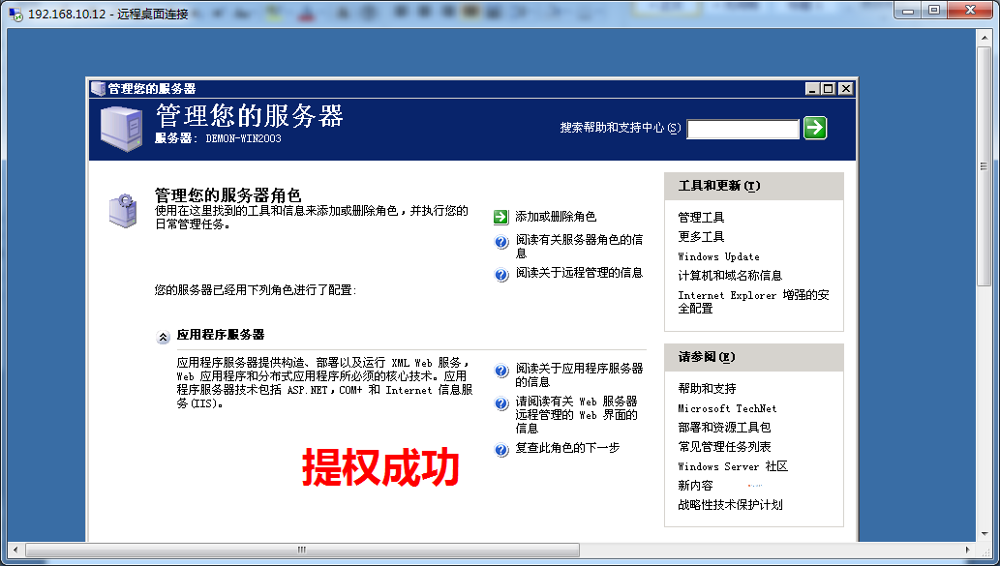 192.168.10.12 - 远程桌面连接
管理您的服务器
管理您的服务器
服务器: DEMON-WIN2003
搜索帮助和支持中心(S)
管理您的服务器角色
使用在这里找到的工具和信息来添加或删除角色，并执行您的
日常管理任务。
添加或删除角色
阅读有关服务器角色的信
息
阅读关于远程管理的信息
您的服务器已经用下列角色进行了配置:
应用程序服务器
应用程序服务器提供构造、部署以及运行 XML Web 服务，
Web 应用程序和分布式应用程序所必须的核心技术。应用
程序服务器技术包括 ASP.NET，COM+ 和 Internet 信息服
务(IIS)。
阅读关于应用程序服务器
的信息
请阅读有关 Web 服务器
远程管理的 Web 界面的
信息
复查此角色的下一步
提权成功
工具和更新(T)
管理工具
更多工具
Windows Update
计算机和域名称信息
Internet Explorer 增强的安
全配置
请参阅(E)
帮助和支持
Microsoft TechNet
部署和资源工具包
常见管理任务列表
Windows Server 社区
新内容
战略性技术保护计划